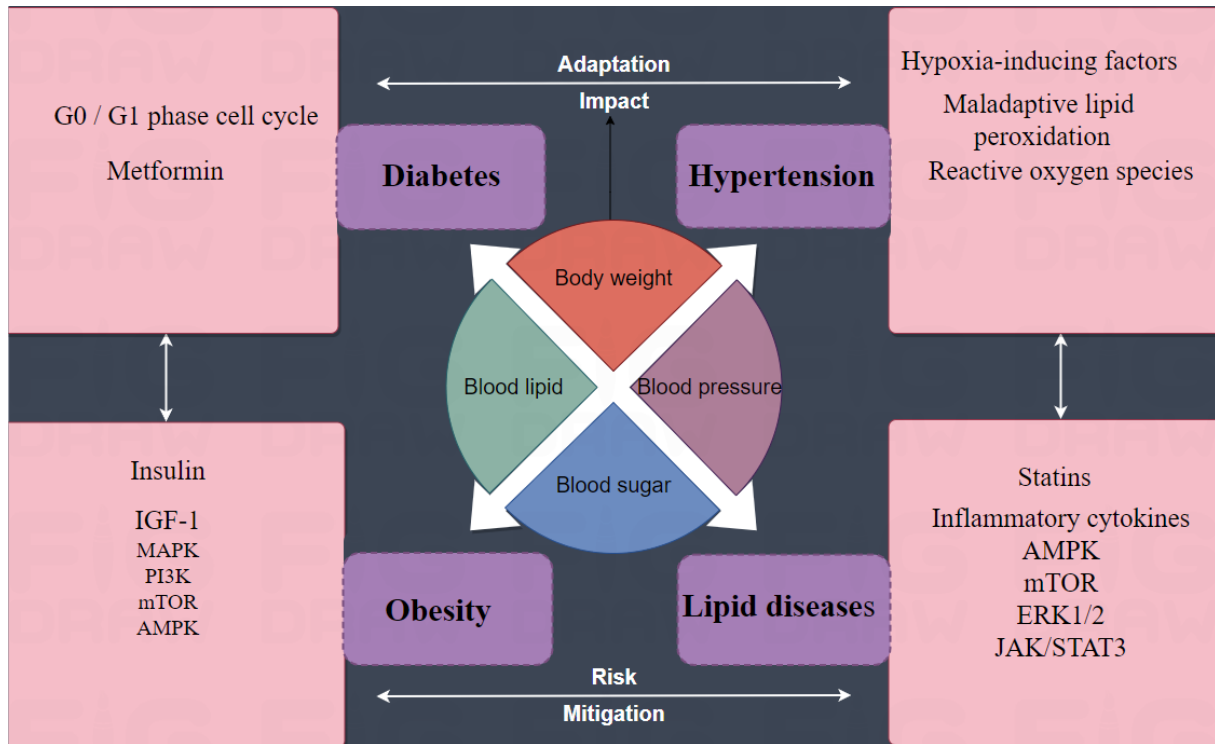 G0 / G1 phase cell cycle
Metformin
Diabetes
Adaptation
Impact
Hypertension
Hypoxia-inducing factors
Maladaptive lipid
peroxidation
Reactive oxygen species
Body weight
Blood lipid
Blood pressure
Blood sugar
Insulin
IGF-1
MAPK
PI3K
mTOR
AMPK
Obesity
Risk
Mitigation
Lipid diseases
Statins
Inflammatory cytokines
AMPK
mTOR
ERK1/2
JAK/STAT3